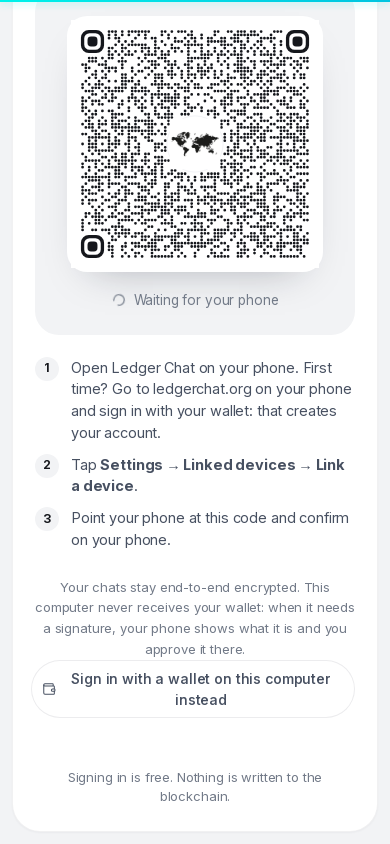 Waiting for your phone
1 Open Ledger Chat on your phone. First
time? Go to ledgerchat.org on your phone
and sign in with your wallet: that creates
your account.
2 Tap Settings → Linked devices → Link
a device.
3 Point your phone at this code and confirm
on your phone.
Your chats stay end-to-end encrypted. This
computer never receives your wallet: when it needs
a signature, your phone shows what it is and you
approve it there.
Sign in with a wallet on this computer
instead
Signing in is free. Nothing is written to the
blockchain.